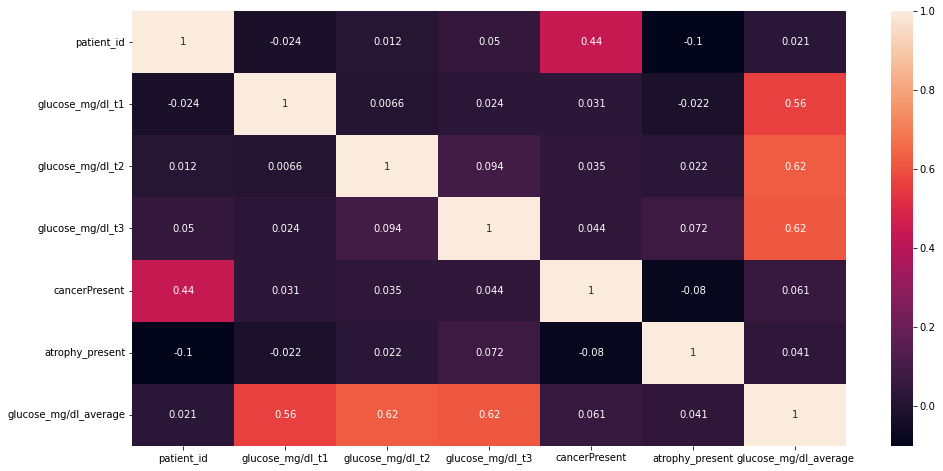 patient_id 1 -0.024 0.012 0.05 0.44 -0.1 0.021
glucose_mg/dl_t1 -0.024 1 0.0066 0.024 0.031 -0.022 0.56
glucose_mg/dl_t2 0.012 0.0066 1 0.094 0.035 0.022 0.62
glucose_mg/dl_t3 0.05 0.024 0.094 1 0.044 0.072 0.62
cancerPresent 0.44 0.031 0.035 0.044 1 -0.08 0.061
atrophy_present -0.1 -0.022 0.022 0.072 -0.08 1 0.041
glucose_mg/dl_average 0.021 0.56 0.62 0.62 0.061 0.041 1
patient_id glucose_mg/dl_t1 glucose_mg/dl_t2 glucose_mg/dl_t3 cancerPresent atrophy_present glucose_mg/dl_average
1.0
0.8
0.6
0.4
0.2
0.0